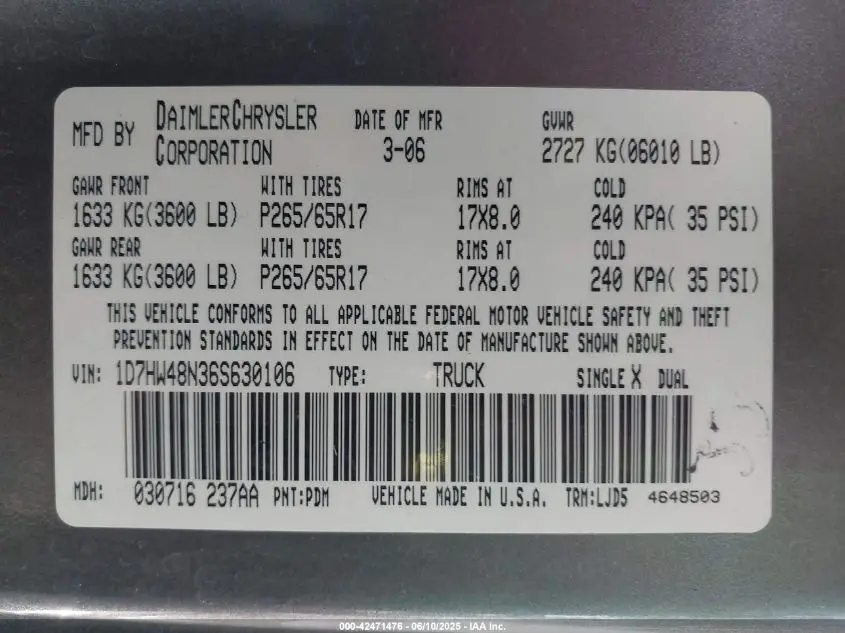 MFD BY DAIMLERCHRYSLER CORPORATION DATE OF MFR 3-06 GVWR 2727 KG(06010 LB)
GAWR FRONT WITH TIRES RIMS AT COLD
1633 KG(3600 LB) P265/65R17 17X8.0 240 KPA( 35 PSI)
GAWR REAR WITH TIRES RIMS AT COLD
1633 KG(3600 LB) P265/65R17 17X8.0 240 KPA( 35 PSI)
THIS VEHICLE CONFORMS TO ALL APPLICABLE FEDERAL MOTOR VEHICLE SAFETY AND THEFT
PREVENTION STANDARDS IN EFFECT ON THE DATE OF MANUFACTURE SHOWN ABOVE.
VIN: 1D7HW48N36S630106 TYPE: TRUCK SINGLE X DUAL
MDH: 030716 237AA PNT:PDM VEHICLE MADE IN U.S.A. TRM:LJD5 4648503
000-42471476 - 06/10/2025 - IAA Inc.